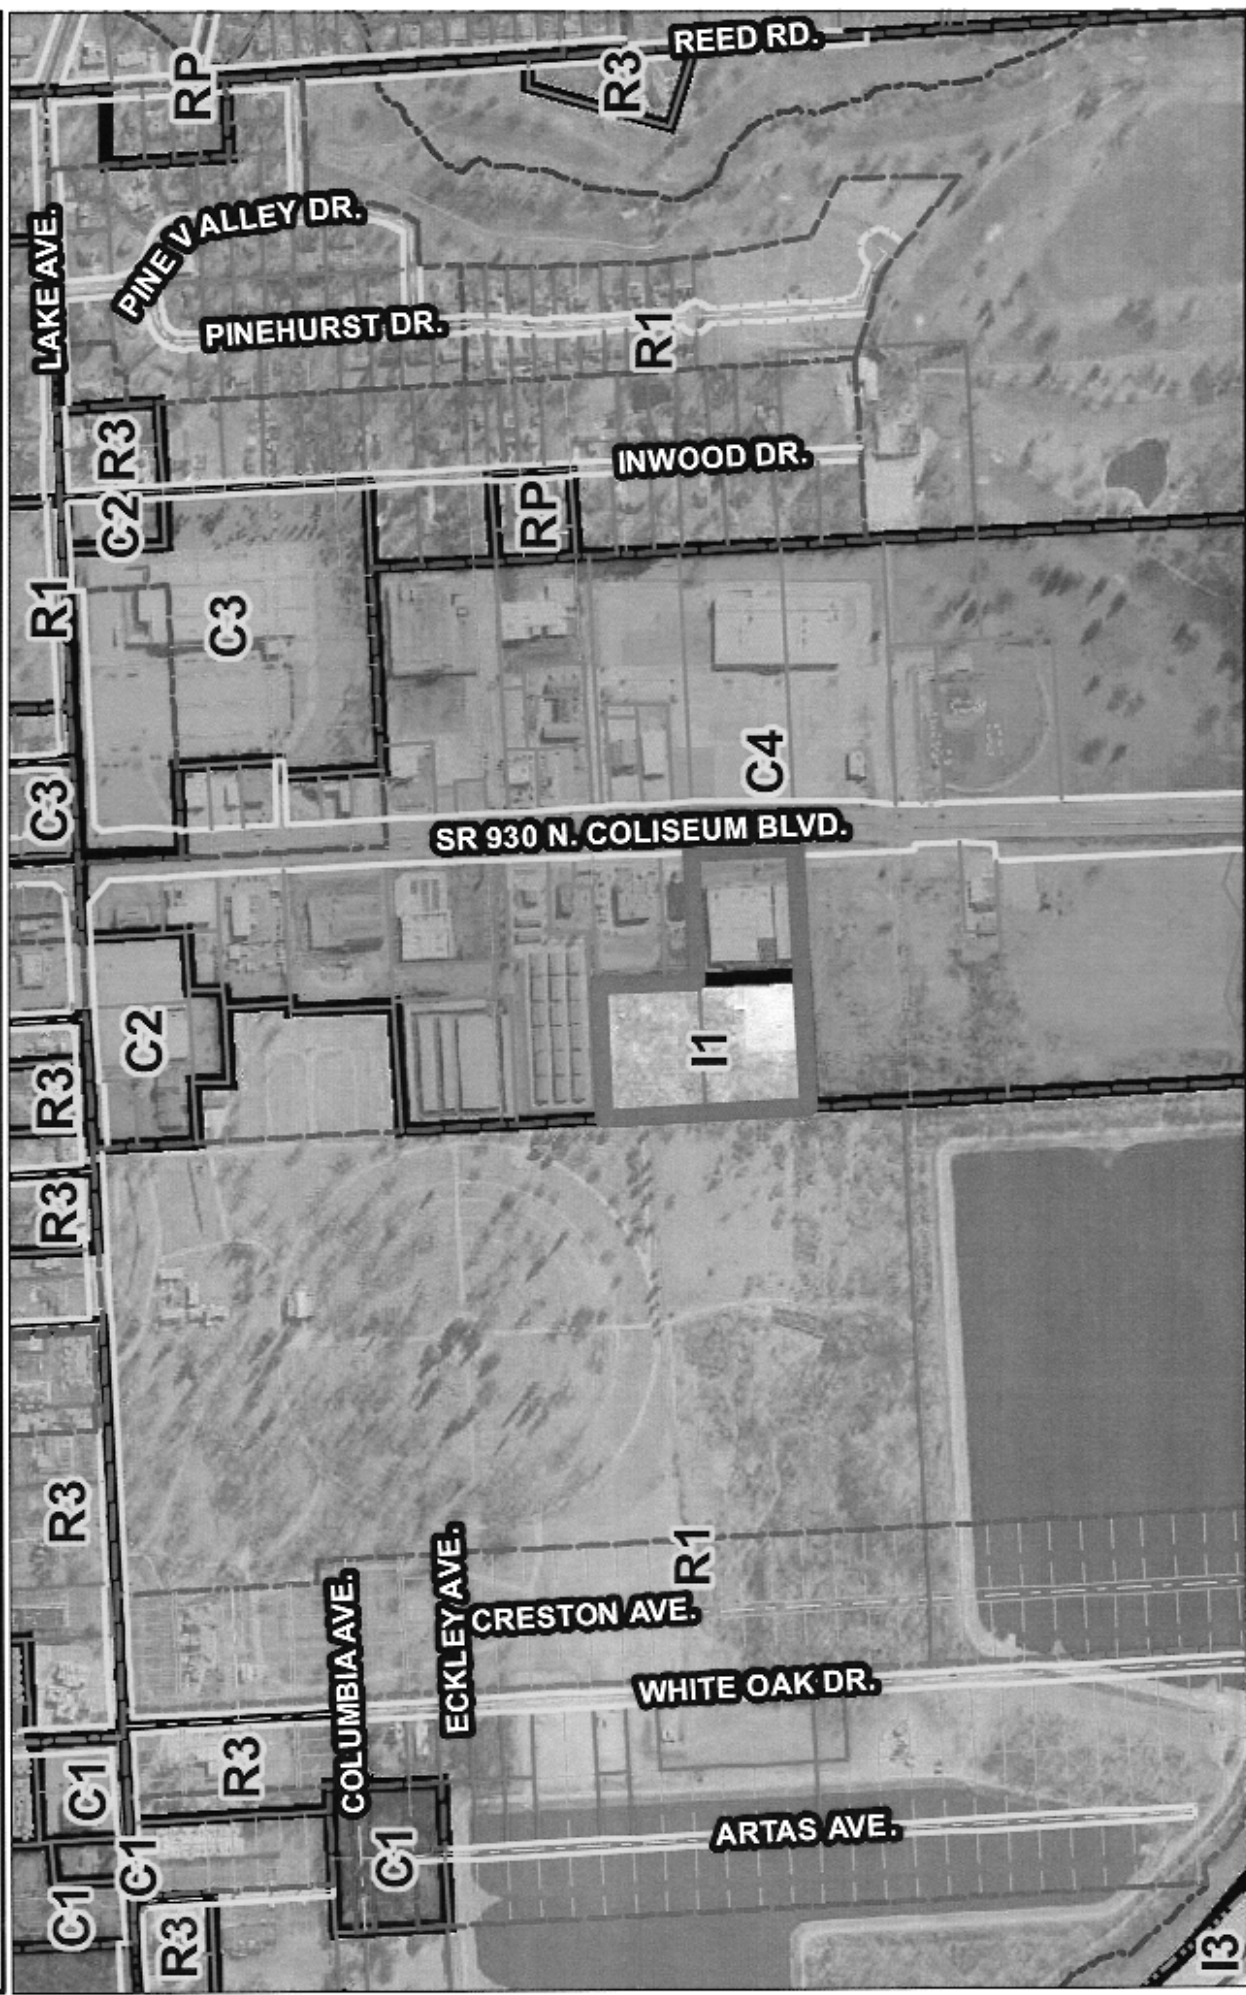 REED RD.
RP
R3
PINE VALLEY DR.
LAKE AVE.
PINEHURST DR.
R1
R3
INWOOD DR.
C2
RP
R1
C3
C4
C3
SR 930 N. COLISEUM BLVD.
C2
I1
R3
R3
R3
R1
COLUMBIA AVE.
ECKLEY AVE.
CRESTON AVE.
WHITE OAK DR.
R3
C1
ARTAS AVE.
C1
C1
C1
R3
I3